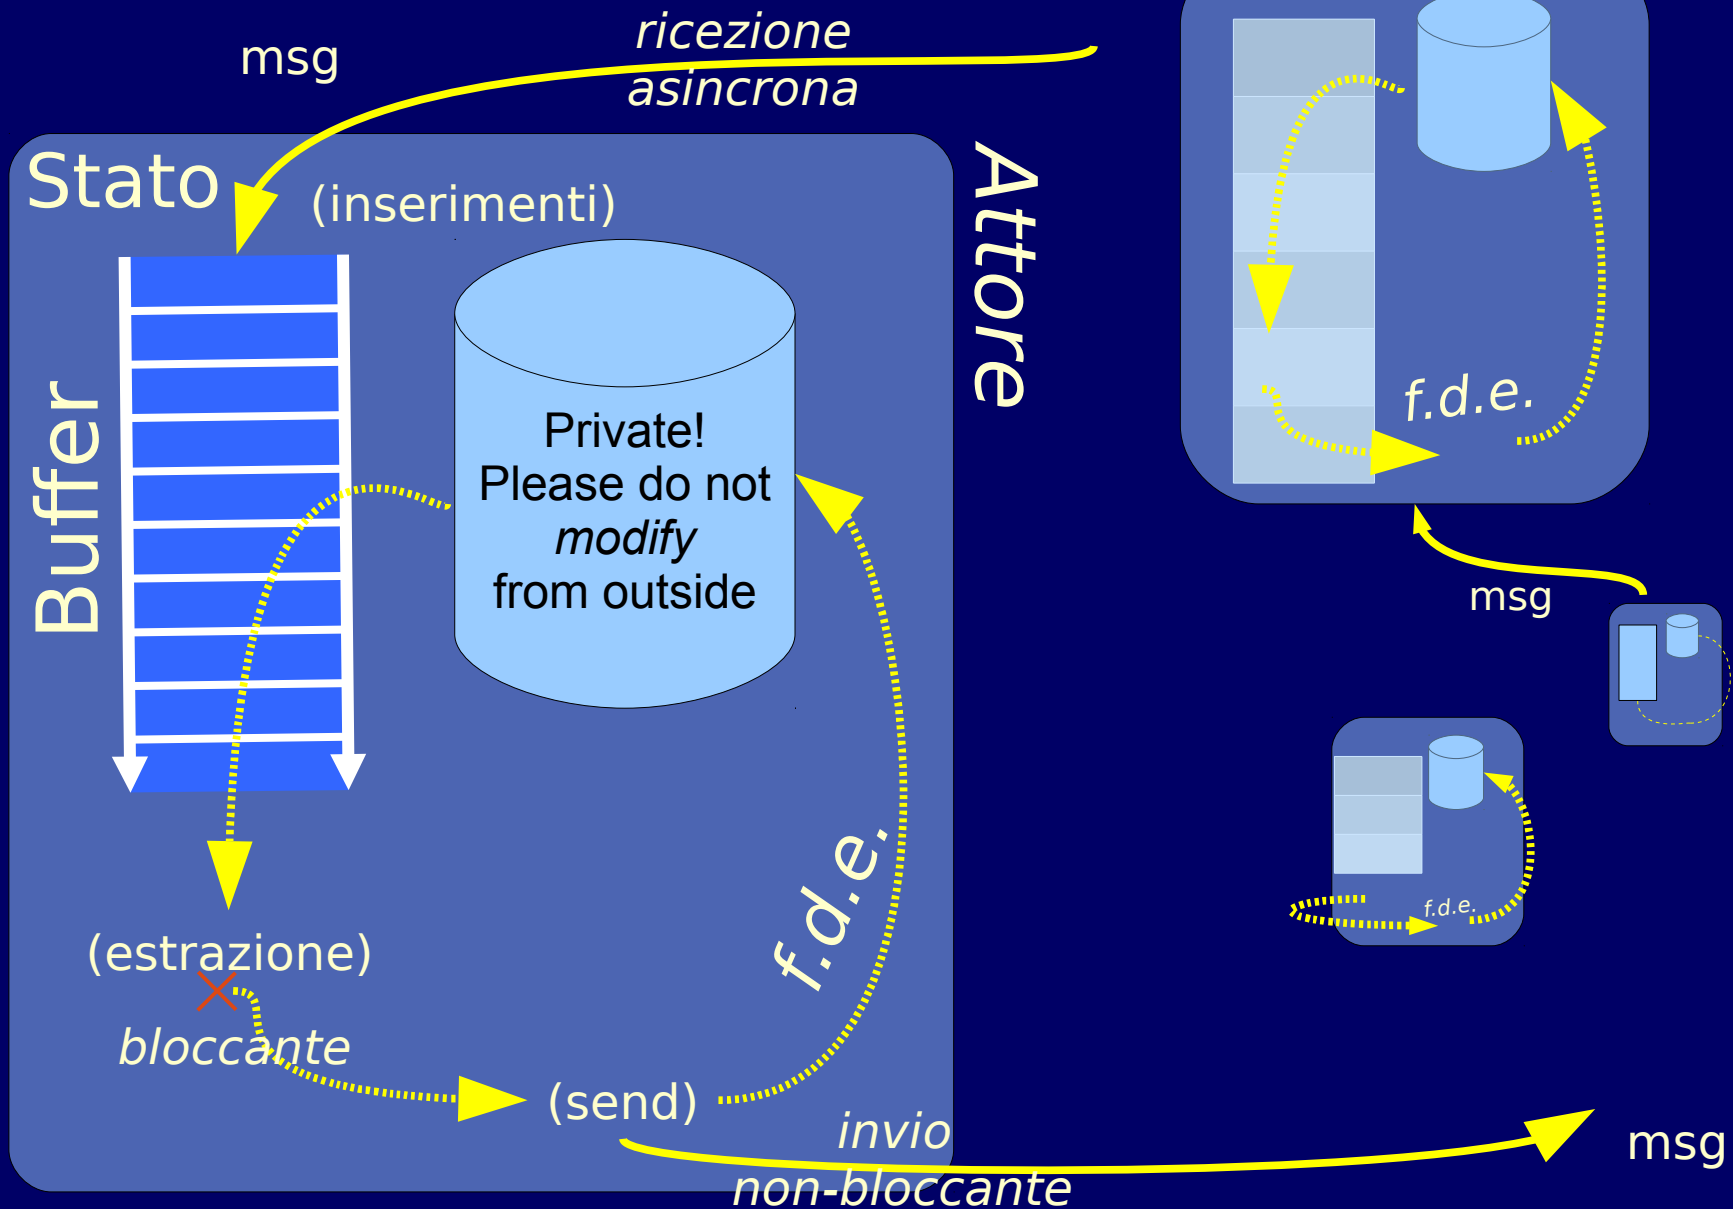 msg
ricezione
asincrona
Stato
(inserimenti)
Attore
Buffer
Private!
Please do not
modify
from outside
f.d.e.
(estrazione)
bloccante
(send)
invio
non-bloccante
msg
f.d.e.
msg
f.d.e.